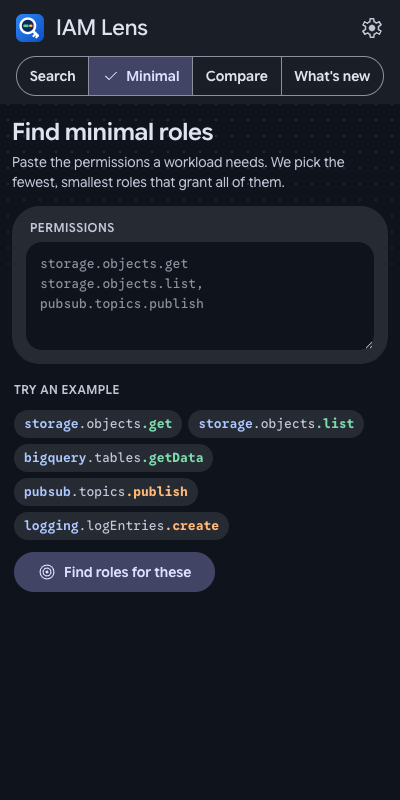 IAM Lens
Search
Minimal
Compare
What's new
Find minimal roles
Paste the permissions a workload needs. We pick the
fewest, smallest roles that grant all of them.
PERMISSIONS
storage.objects.get
storage.objects.list,
pubsub.topics.publish
TRY AN EXAMPLE
storage.objects.get
storage.objects.list
bigquery.tables.getData
pubsub.topics.publish
logging.logEntries.create
Find roles for these